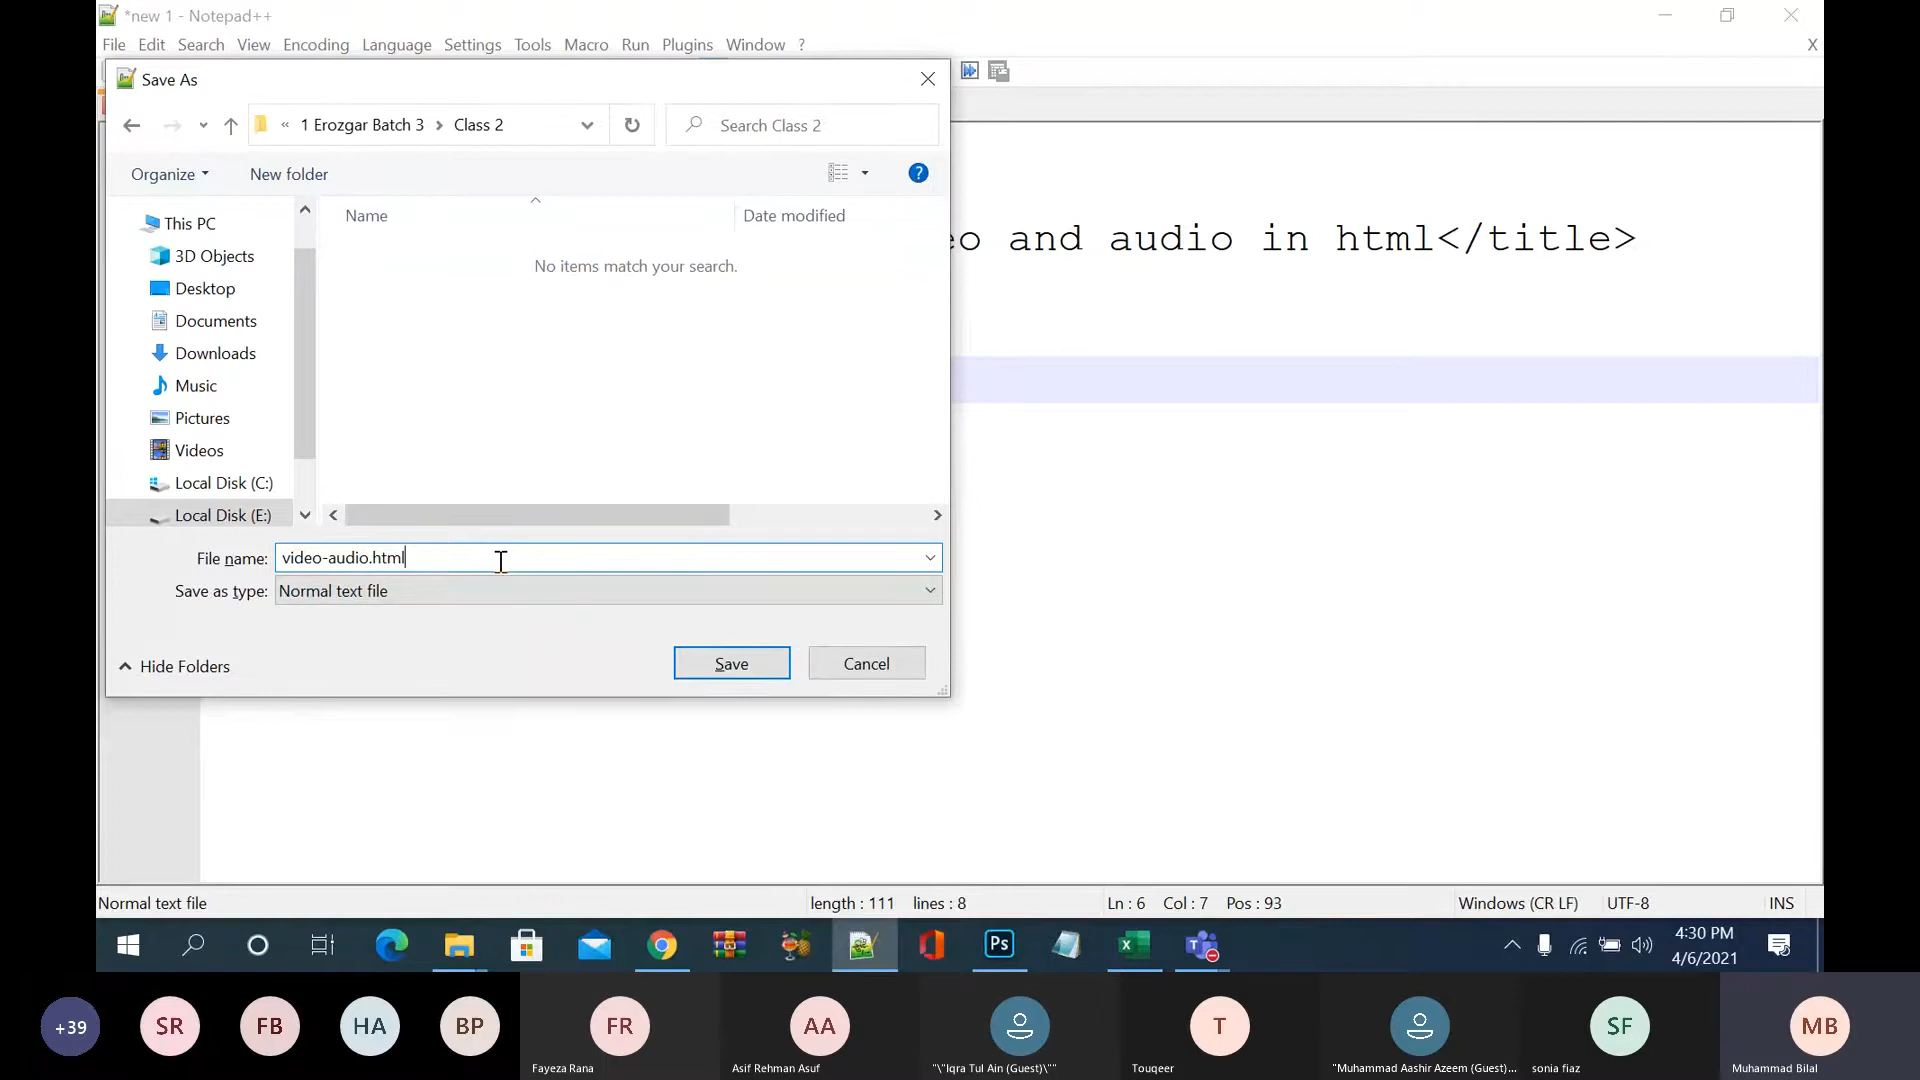 *new 1 - Notepad++
File Edit Search View Encoding Language Settings Tools Macro Run Plugins Window ? X
Save As
« 1 Erozgar Batch 3 > Class 2
Search Class 2
Organize
New folder
?
Name
Date modified
No items match your search.
This PC
3D Objects
Desktop
Documents
Downloads
Music
Pictures
Videos
Local Disk (C:)
Local Disk (E:)
eo and audio in html</title>
File name: video-audio.html
Save as type: Normal text file
Hide Folders
Save
Cancel
Normal text file
length : 111 lines : 8
Ln : 6 Col : 7 Pos : 93
Windows (CR LF)
UTF-8
INS
Ps
4:30 PM
4/6/2021
+39
SR
FB
HA
BP
FR
AA
T
SF
MB
Fayeza Rana
Asif Rehman Asuf
"\"Iqra Tul Ain (Guest)\""
Touqeer
"Muhammad Aashir Azeem (Guest)...
sonia fiaz
Muhammad Bilal